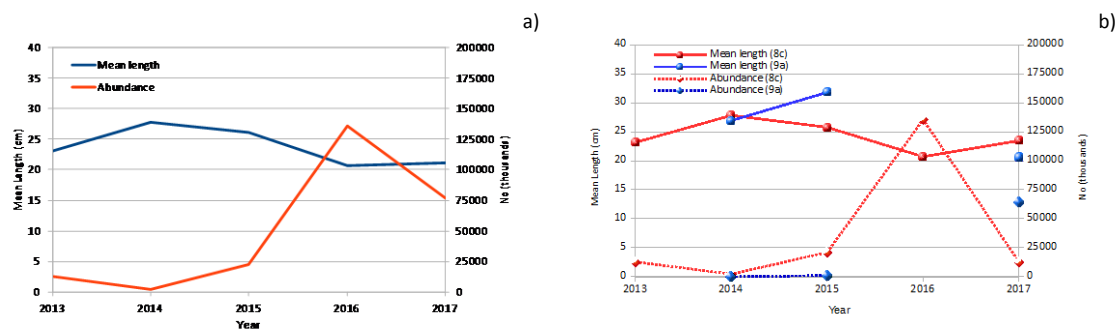 a)
40
35
30
25
20
15
10
5
0
Mean Length (cm)
Mean length
Abundance
200000
175000
150000
125000
100000
75000
50000
25000
0
No (thousands)
2013 2014 2015 2016 2017
Year
b)
40
35
30
25
20
15
10
5
0
Mean Length (cm)
Mean length (8c)
Mean length (9a)
Abundance (8c)
Abundance (9a)
200000
175000
150000
125000
100000
75000
50000
25000
0
No (thousands)
2013 2014 2015 2016 2017
Year